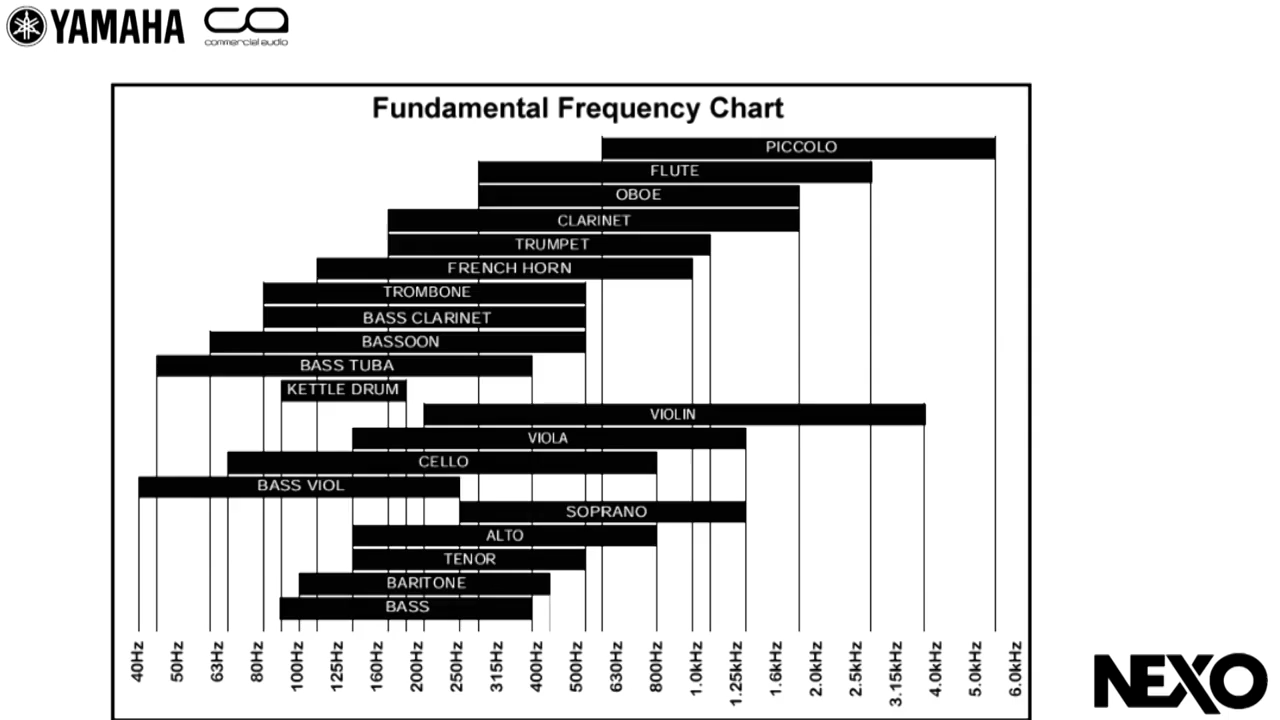 YAMAHA
commercial audio
Fundamental Frequency Chart
PICCOLO
FLUTE
OBOE
CLARINET
TRUMPET
FRENCH HORN
TROMBONE
BASS CLARINET
BASSOON
BASS TUBA
KETTLE DRUM
VIOLIN
VIOLA
CELLO
BASS VIOL
SOPRANO
ALTO
TENOR
BARITONE
BASS
40Hz
50Hz
63Hz
80Hz
100Hz
125Hz
160Hz
200Hz
250Hz
315Hz
400Hz
500Hz
630Hz
800Hz
1.0kHz
1.25kHz
1.6kHz
2.0kHz
2.5kHz
3.15kHz
4.0kHz
5.0kHz
6.0kHz
NEXO